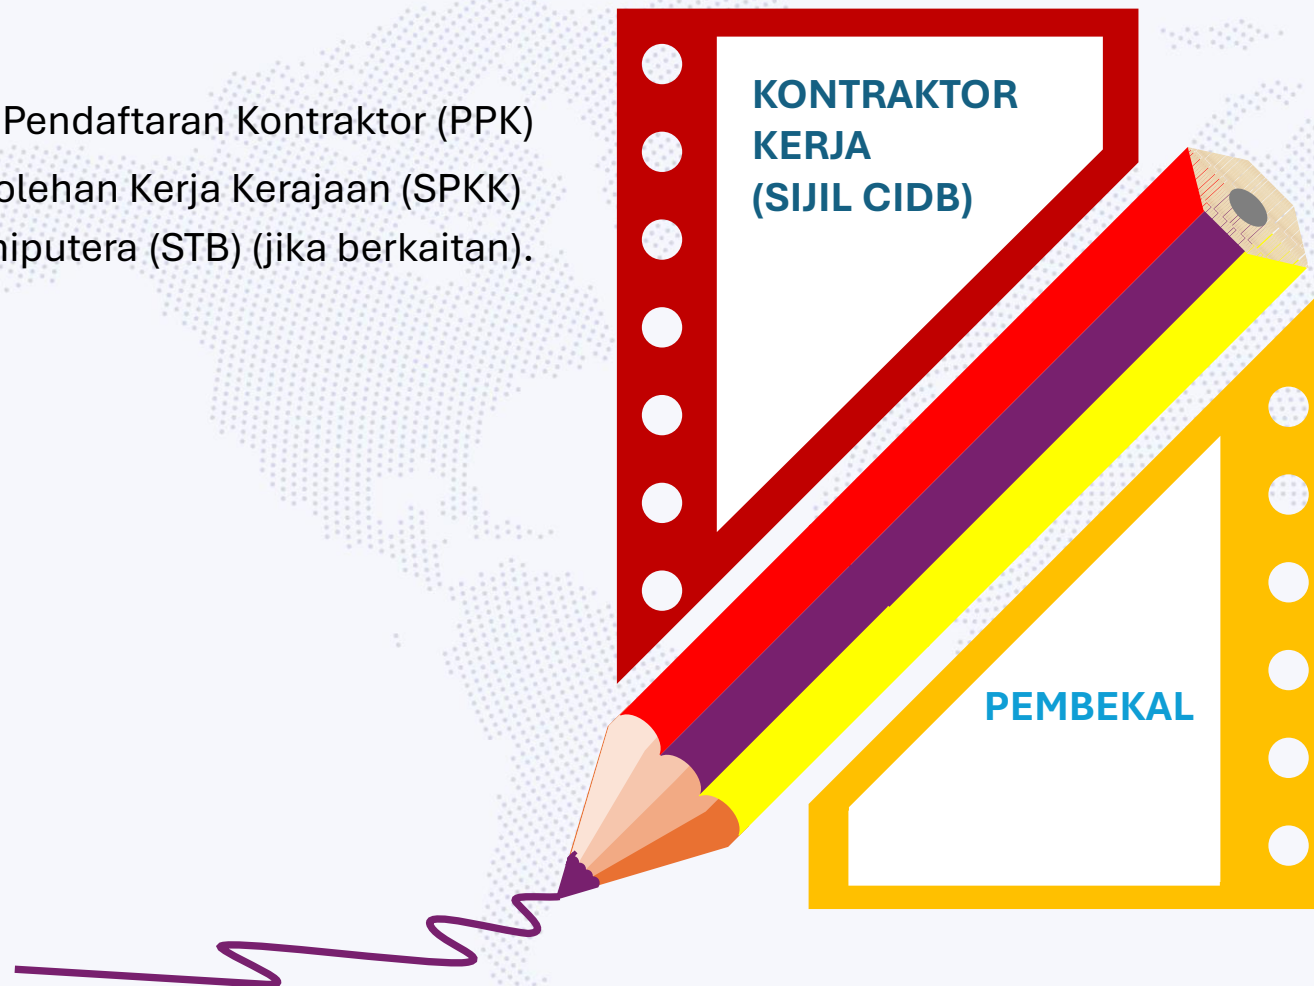 Pendaftaran Kontraktor (PPK)
olehan Kerja Kerajaan (SPKK)
niputera (STB) (jika berkaitan).
KONTRAKTOR
KERJA
(SIJIL CIDB)
PEMBEKAL